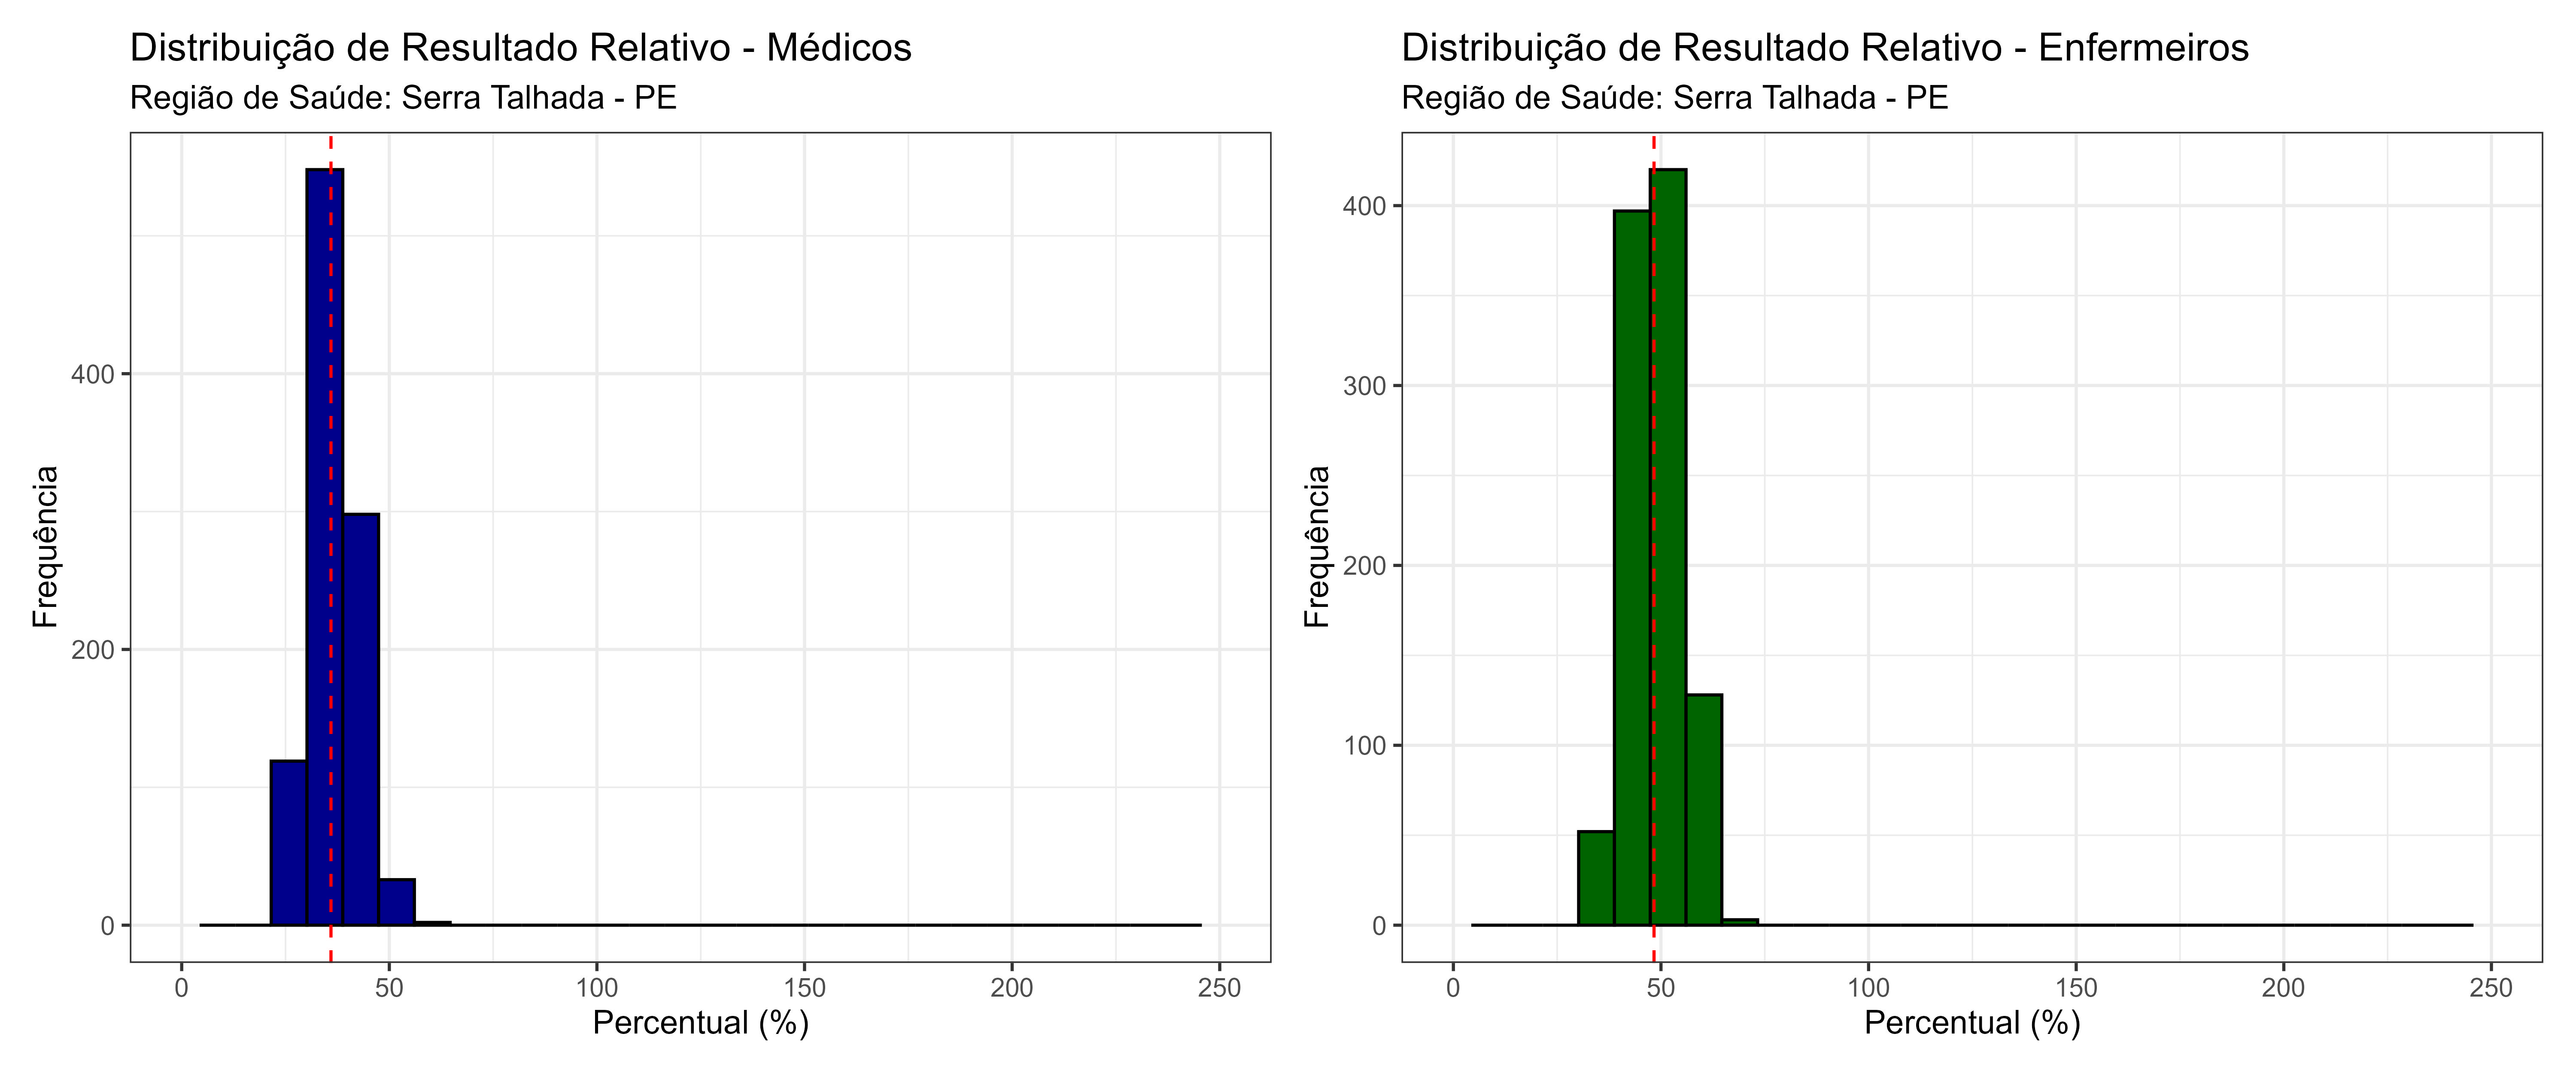 Distribuição de Resultado Relativo - Médicos
Região de Saúde: Serra Talhada - PE
Frequência
400
200
0
0 50 100 150 200 250
Percentual (%)
Distribuição de Resultado Relativo - Enfermeiros
Região de Saúde: Serra Talhada - PE
Frequência
400
300
200
100
0
0 50 100 150 200 250
Percentual (%)